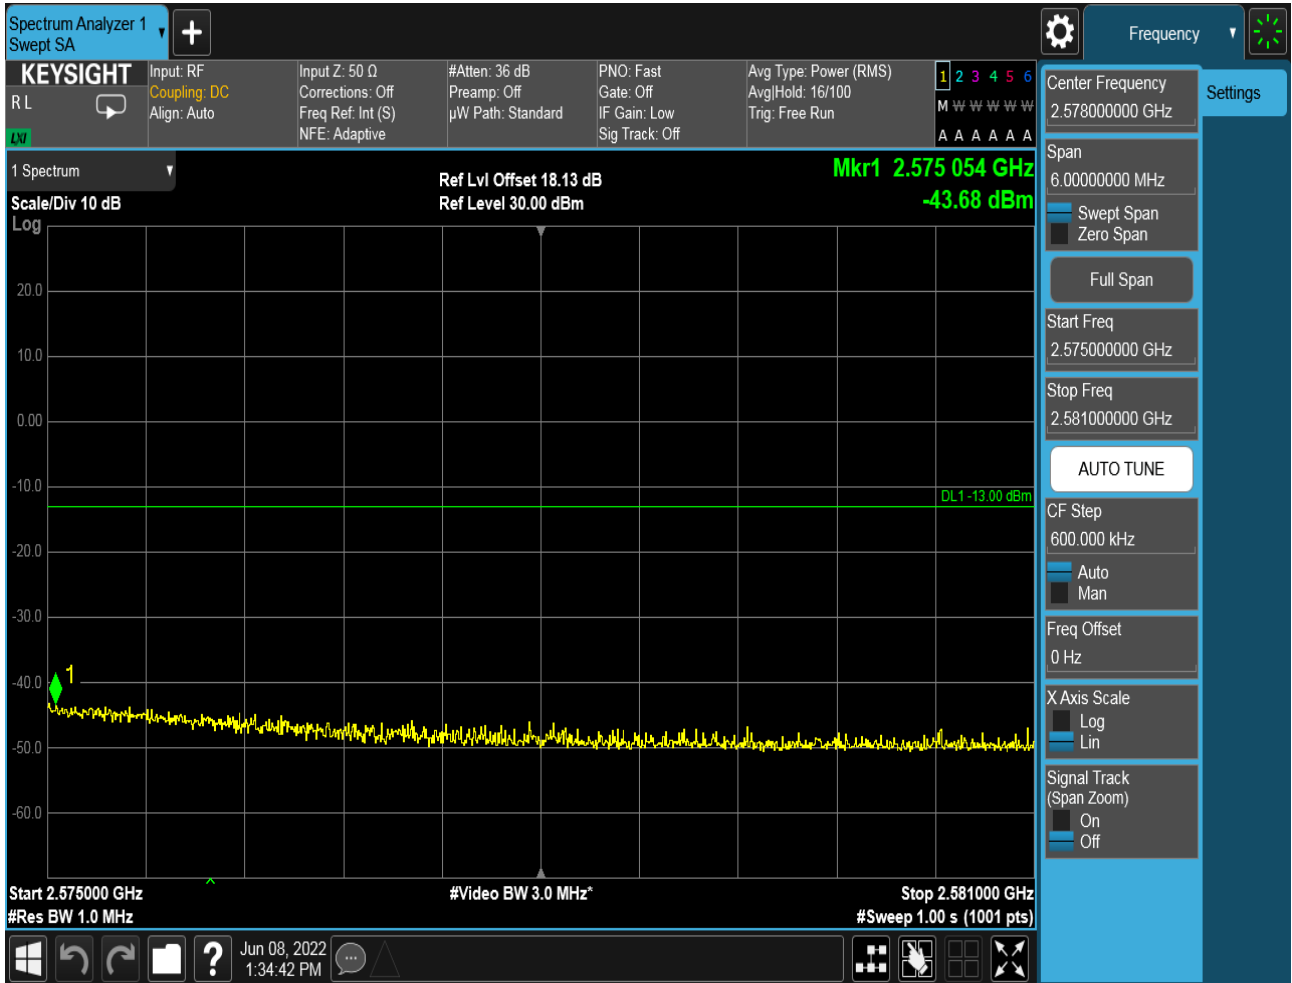 Spectrum Analyzer 1
Swept SA
Frequency
KEYSIGHT
R L
LXI
Input: RF
Coupling: DC
Align: Auto
Input Z: 50 Ω
Corrections: Off
Freq Ref: Int (S)
NFE: Adaptive
#Atten: 36 dB
Preamp: Off
µW Path: Standard
PNO: Fast
Gate: Off
IF Gain: Low
Sig Track: Off
Avg Type: Power (RMS)
Avg|Hold: 16/100
Trig: Free Run
1 2 3 4 5 6
M W W W W W
A A A A A A
1 Spectrum
Scale/Div 10 dB
Log
Ref Lvl Offset 18.13 dB
Ref Level 30.00 dBm
Mkr1 2.575 054 GHz
-43.68 dBm
20.0
10.0
0.00
-10.0
DL1 -13.00 dBm
-20.0
-30.0
-40.0
1
-50.0
-60.0
Start 2.575000 GHz
#Video BW 3.0 MHz*
Stop 2.581000 GHz
#Res BW 1.0 MHz
#Sweep 1.00 s (1001 pts)
Center Frequency
2.578000000 GHz
Settings
Span
6.00000000 MHz
Swept Span
Zero Span
Full Span
Start Freq
2.575000000 GHz
Stop Freq
2.581000000 GHz
AUTO TUNE
CF Step
600.000 kHz
Auto
Man
Freq Offset
0 Hz
X Axis Scale
Log
Lin
Signal Track
(Span Zoom)
On
Off
?
Jun 08, 2022
1:34:42 PM